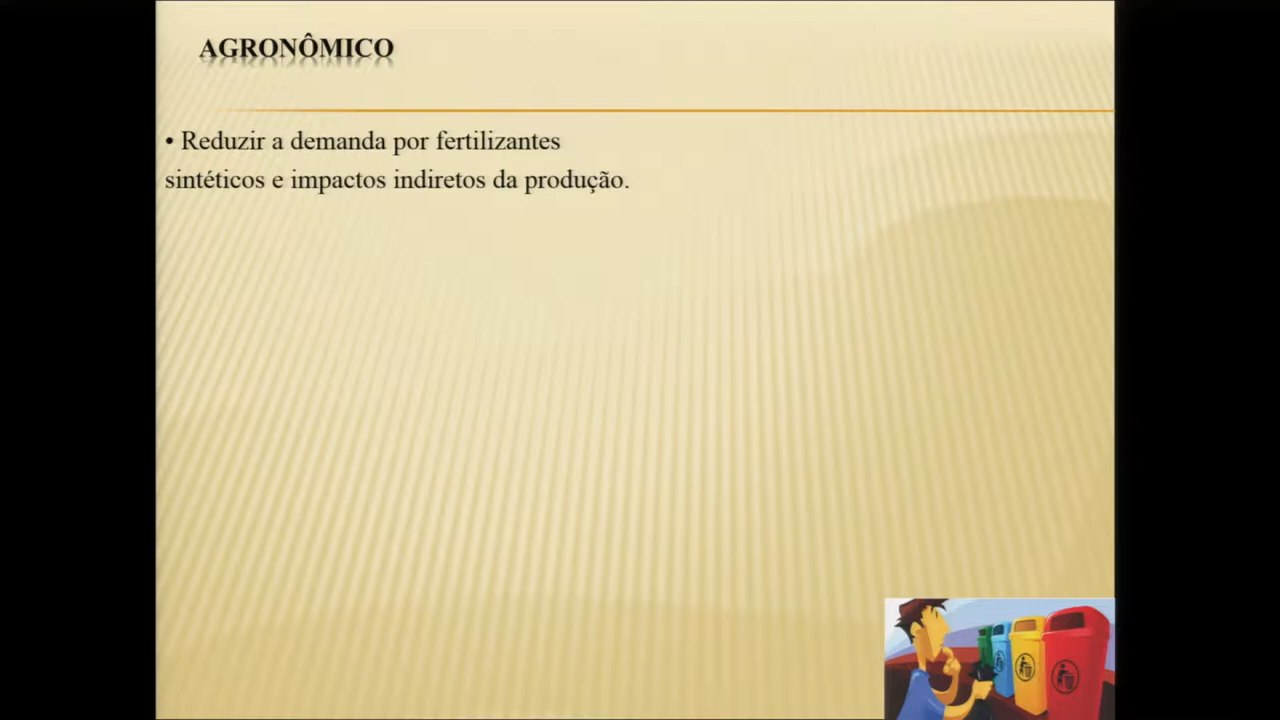 AGRONÔMICO
• Reduzir a demanda por fertilizantes
sintéticos e impactos indiretos da produção.